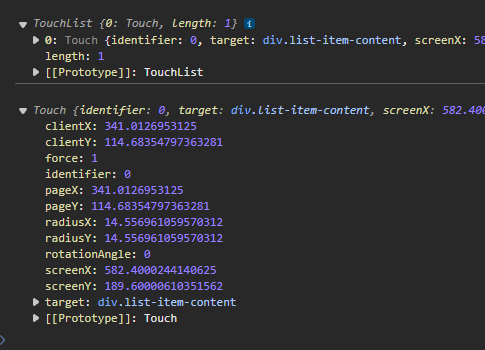 TouchList {0: Touch, length: 1} i
0: Touch {identifier: 0, target: div.list-item-content, screenX: 58
length: 1
[[Prototype]]: TouchList
Touch {identifier: 0, target: div.list-item-content, screenX: 582.400
clientX: 341.0126953125
clientY: 114.68354797363281
force: 1
identifier: 0
pageX: 341.0126953125
pageY: 114.68354797363281
radiusX: 14.556961059570312
radiusY: 14.556961059570312
rotationAngle: 0
screenX: 582.4000244140625
screenY: 189.60000610351562
target: div.list-item-content
[[Prototype]]: Touch